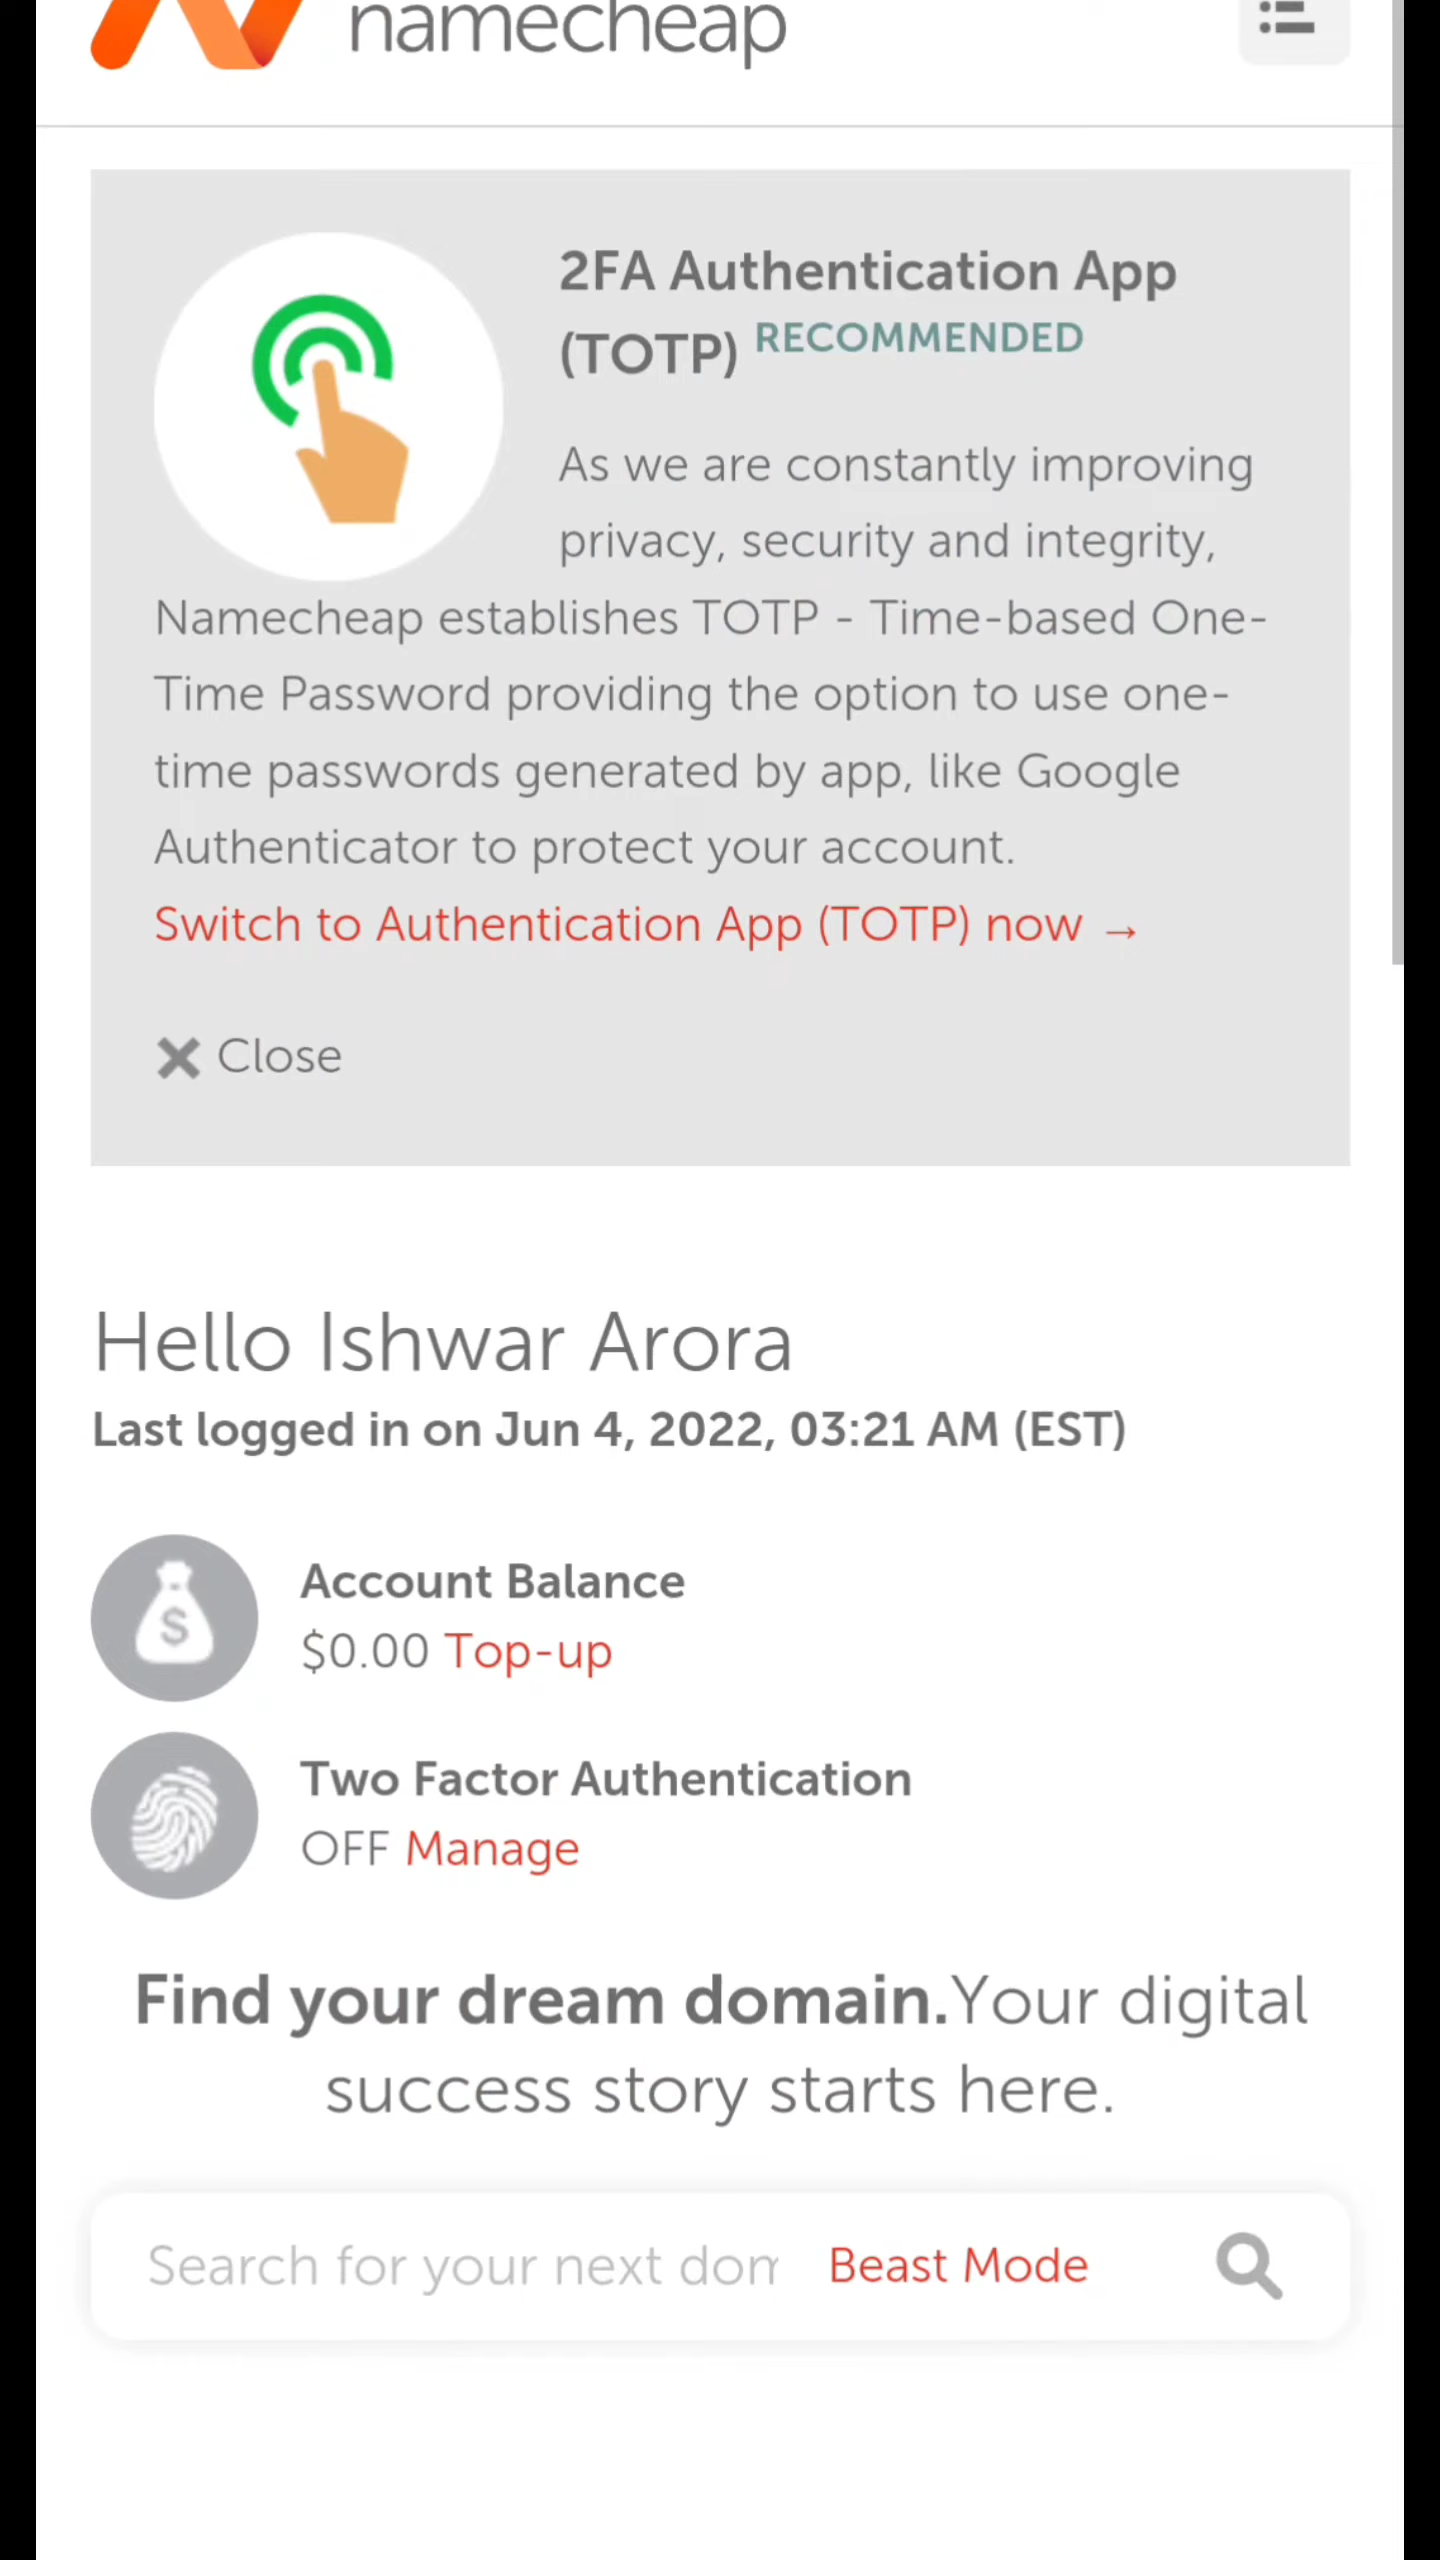 namecheap
2FA Authentication App
(TOTP) RECOMMENDED
As we are constantly improving
privacy, security and integrity,
Namecheap establishes TOTP - Time-based One-
Time Password providing the option to use one-
time passwords generated by app, like Google
Authenticator to protect your account.
Switch to Authentication App (TOTP) now →
Close
Hello Ishwar Arora
Last logged in on Jun 4, 2022, 03:21 AM (EST)
Account Balance
$0.00 Top-up
Two Factor Authentication
OFF Manage
Find your dream domain.Your digital
success story starts here.
Search for your next dom Beast Mode